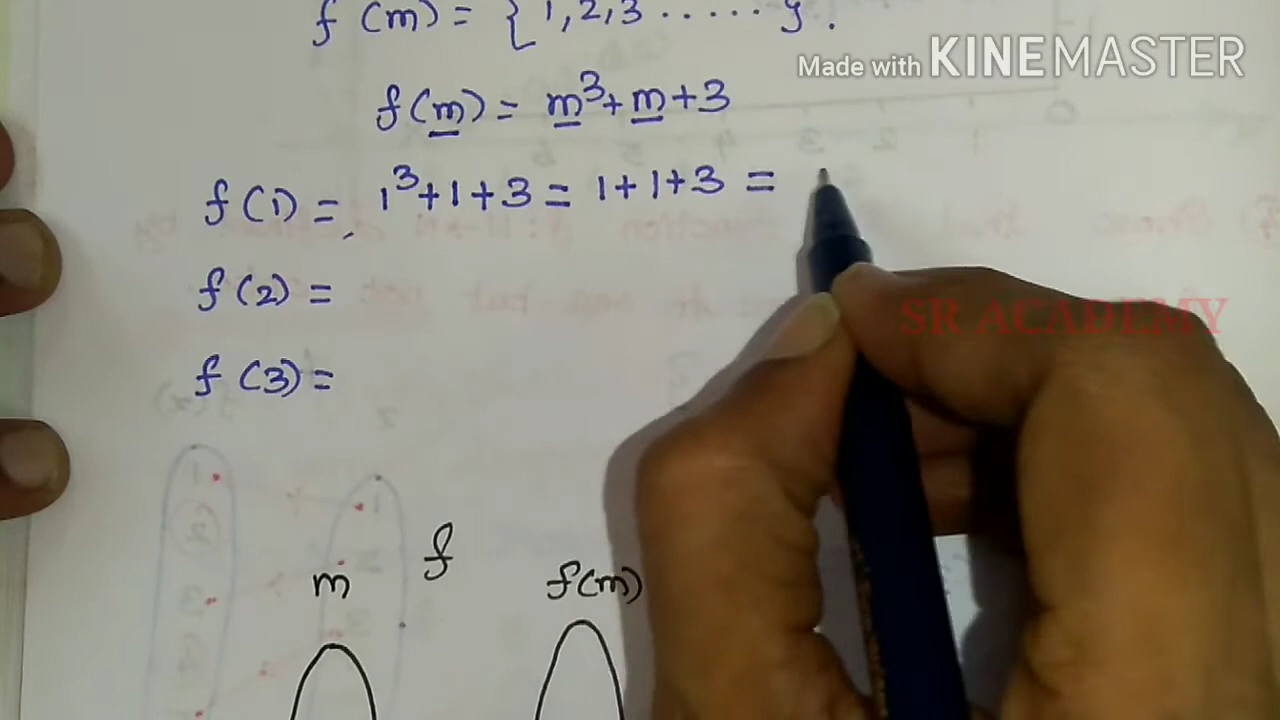 f(m) = { 1, 2, 3 ..... }.
Made with KINEMASTER
f(m) = m³ + m + 3
f(1) = 1³ + 1 + 3 = 1 + 1 + 3 =
f(2) =
SR ACADEMY
f(3) =
f
m f(m)